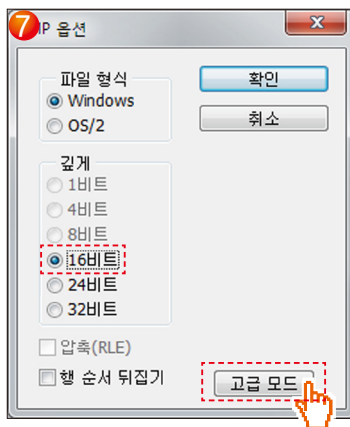 7
IP 옵션
파일 형식
확인
Windows
OS/2
취소
깊게
1비트
4비트
8비트
16비트
24비트
32비트
압축(RLE)
행 순서 뒤집기
고급 모드